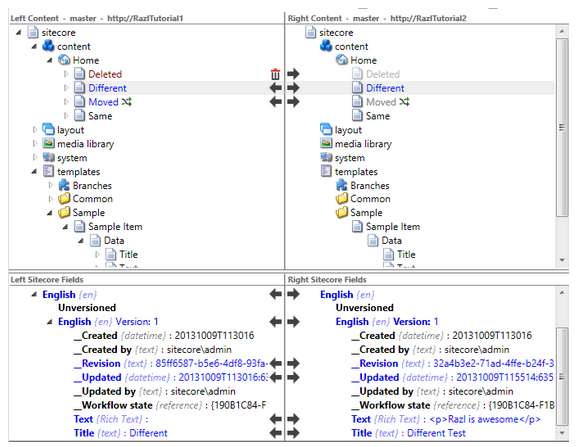 Left Content - master - http://RazlTutorial1
sitecore
content
Home
Deleted
Different
Moved
Same
layout
media library
system
templates
Branches
Common
Sample
Sample Item
Data
Title
Right Content - master - http://RazlTutorial2
sitecore
content
Home
Deleted
Different
Moved
Same
layout
media library
system
templates
Branches
Common
Sample
Sample Item
Data
Title
Left Sitecore Fields
English {en}
Unversioned
English {en} Version: 1
__Created {datetime} : 20131009T113016
__Created by {text} : sitecore\admin
__Revision {text} : 85ff6587-b5e6-4df8-93fa-
__Updated {datetime} : 20131009T113016:63
__Updated by {text} : sitecore\admin
__Workflow state {reference} : {190B1C84-F1
Text {Rich Text} :
Title {text} : Different
Right Sitecore Fields
English {en}
Unversioned
English {en} Version: 1
__Created {datetime} : 20131009T113016
__Created by {text} : sitecore\admin
__Revision {text} : 32a4b3e2-71ad-4ffe-b24f-3
__Updated {datetime} : 20131009T115514:635
__Updated by {text} : sitecore\admin
__Workflow state {reference} : {190B1C84-F
Text {Rich Text} : <p>Razl is awesome</p>
Title {text} : Different Test